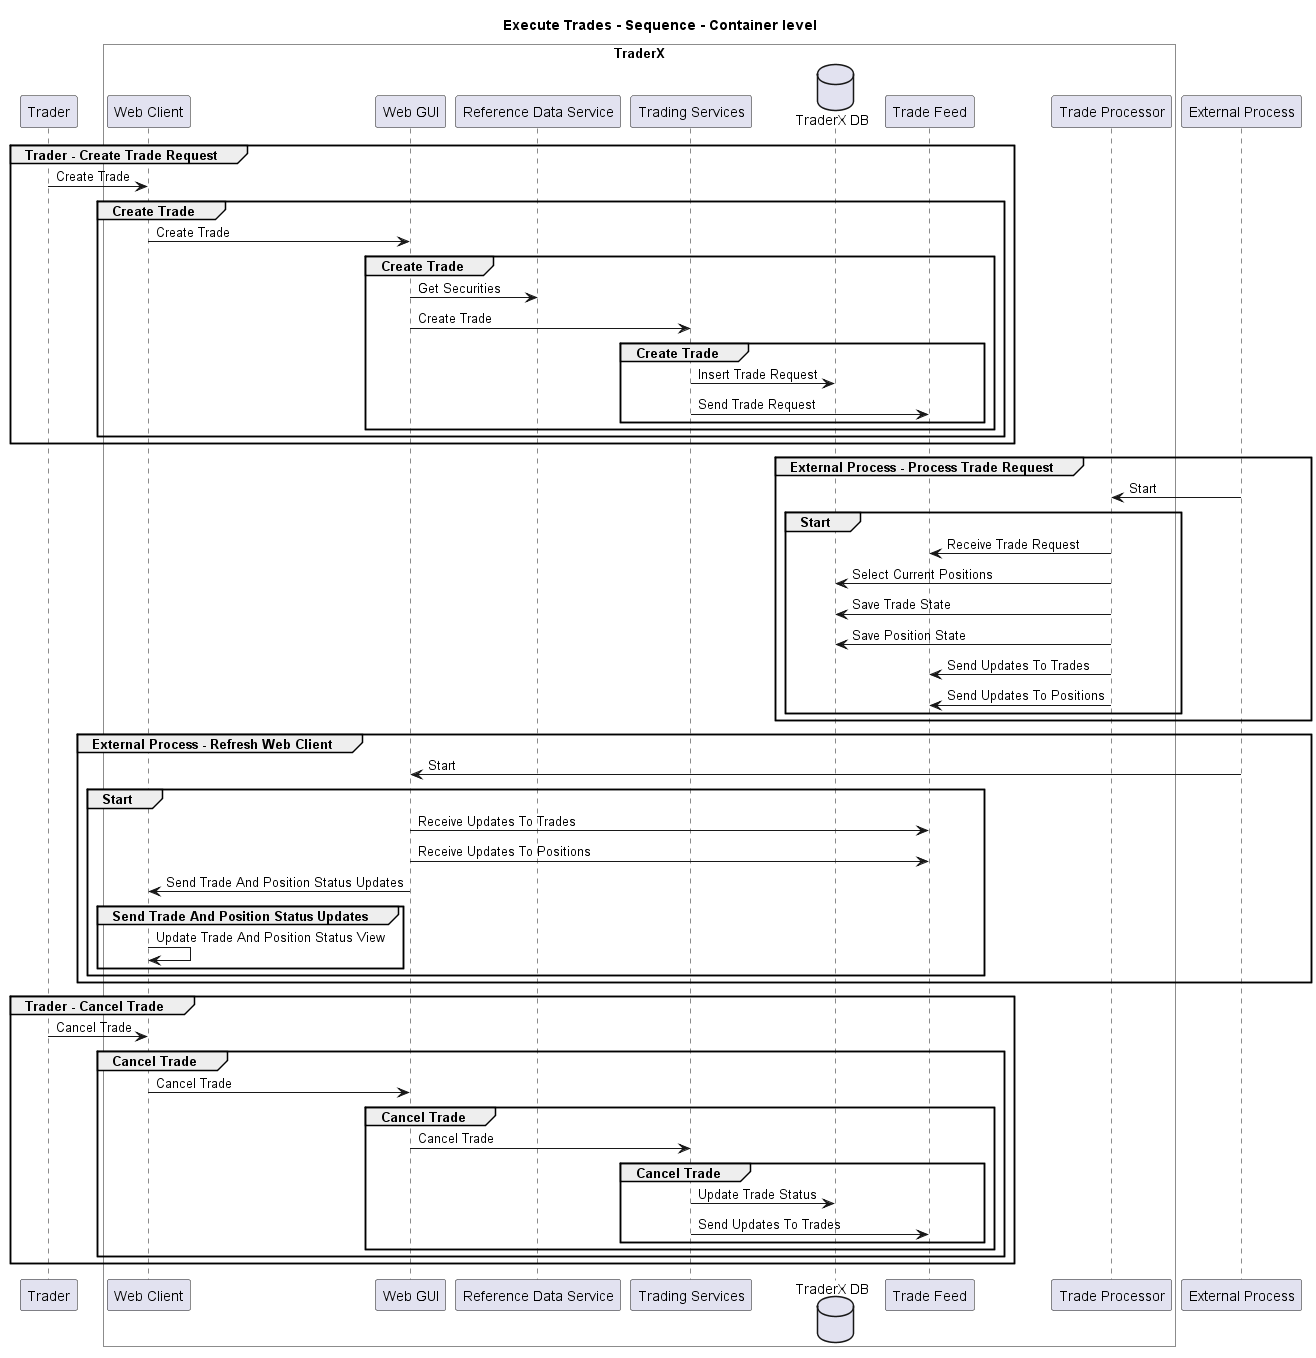 Execute Trades - Sequence - Container level
TraderX
Trader
Web Client
Web GUI
Reference Data Service
Trading Services
TraderX DB
Trade Feed
Trade Processor
External Process
Trader - Create Trade Request
Create Trade
Create Trade
Create Trade
Create Trade
Get Securities
Create Trade
Create Trade
Insert Trade Request
Send Trade Request
External Process - Process Trade Request
Start
Start
Receive Trade Request
Select Current Positions
Save Trade State
Save Position State
Send Updates To Trades
Send Updates To Positions
External Process - Refresh Web Client
Start
Start
Receive Updates To Trades
Receive Updates To Positions
Send Trade And Position Status Updates
Send Trade And Position Status Updates
Update Trade And Position Status View
Trader - Cancel Trade
Cancel Trade
Cancel Trade
Cancel Trade
Cancel Trade
Cancel Trade
Cancel Trade
Update Trade Status
Send Updates To Trades
Trader
Web Client
Web GUI
Reference Data Service
Trading Services
TraderX DB
Trade Feed
Trade Processor
External Process